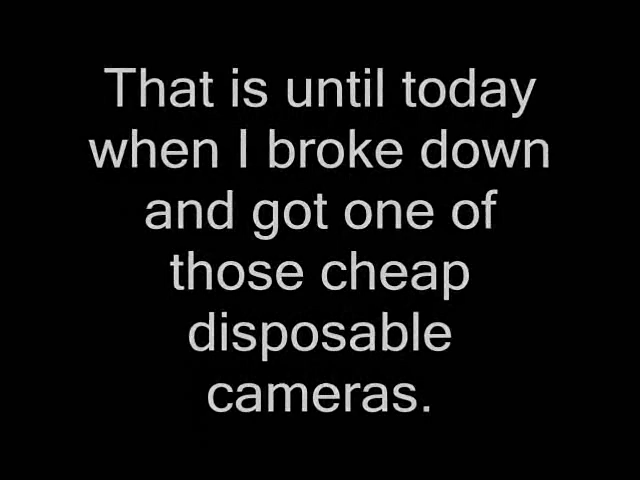 That is until today
when I broke down
and got one of
those cheap
disposable
cameras.